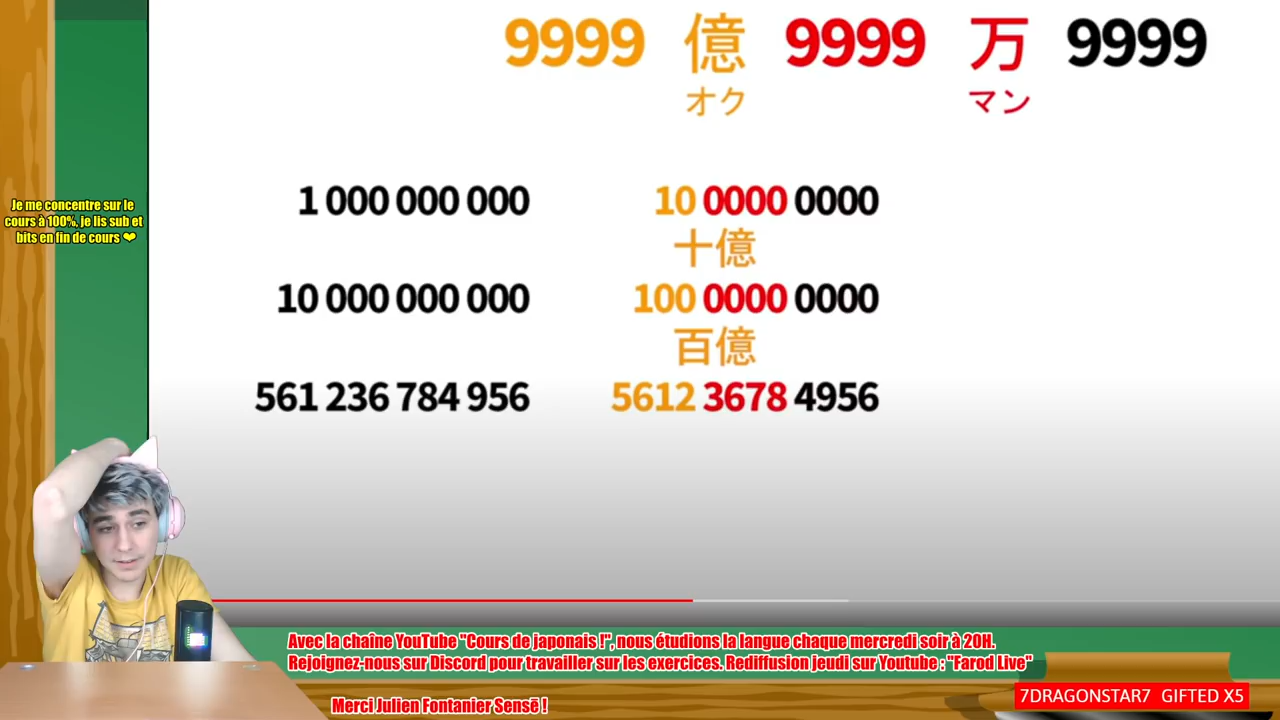 9999 億 9999 万 9999
オク マン
1 000 000 000 10 0000 0000
十億
10 000 000 000 100 0000 0000
百億
561 236 784 956 5612 3678 4956
Je me concentre sur le
cours à 100%, je lis sub et
bits en fin de cours ❤
Avec la chaîne YouTube "Cours de japonais !", nous étudions la langue chaque mercredi soir à 20H.
Rejoignez-nous sur Discord pour travailler sur les exercices. Rediffusion jeudi sur Youtube : "Farod Live"
Merci Julien Fontanier Sensē !
7DRAGONSTAR7 GIFTED X5